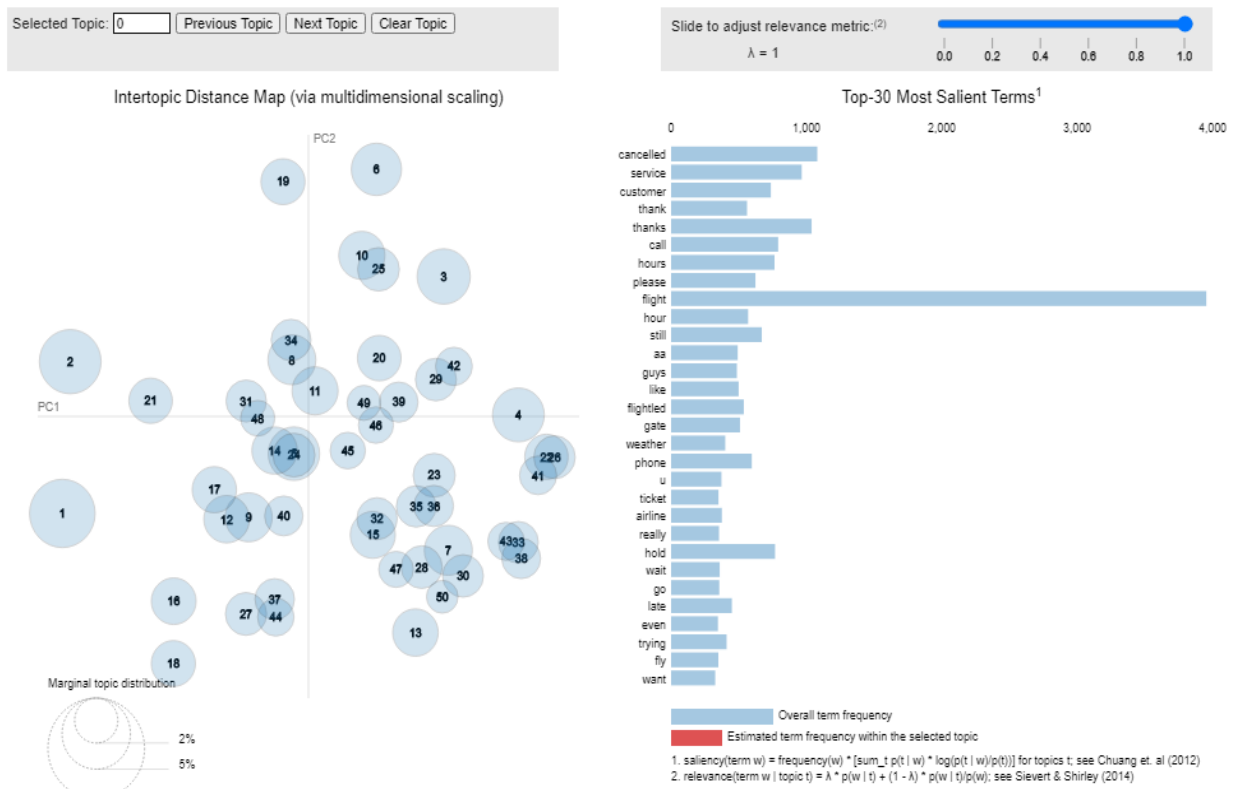 Selected Topic: 0 Previous Topic Next Topic Clear Topic
Slide to adjust relevance metric:(2)
λ = 1
0.0 0.2 0.4 0.6 0.8 1.0
Intertopic Distance Map (via multidimensional scaling)
PC2
PC1
6
19
10
25
3
34
8
20
42
29
2
11
21
31
49
39
48
46
4
14
24
45
22
26
41
23
17
35
36
1
12
9
40
32
15
43
33
7
38
47
28
30
50
16
37
27
44
13
18
Marginal topic distribution
2%
5%
Top-30 Most Salient Terms1
0 1,000 2,000 3,000 4,000
cancelled
service
customer
thank
thanks
call
hours
please
flight
hour
still
aa
guys
like
flightled
gate
weather
phone
u
ticket
airline
really
hold
wait
go
late
even
trying
fly
want
Overall term frequency
Estimated term frequency within the selected topic
1. saliency(term w) = frequency(w) * [sum_t p(t | w) * log(p(t | w)/p(t))] for topics t; see Chuang et. al (2012)
2. relevance(term w | topic t) = λ * p(w | t) + (1 - λ) * p(w | t)/p(w); see Sievert & Shirley (2014)